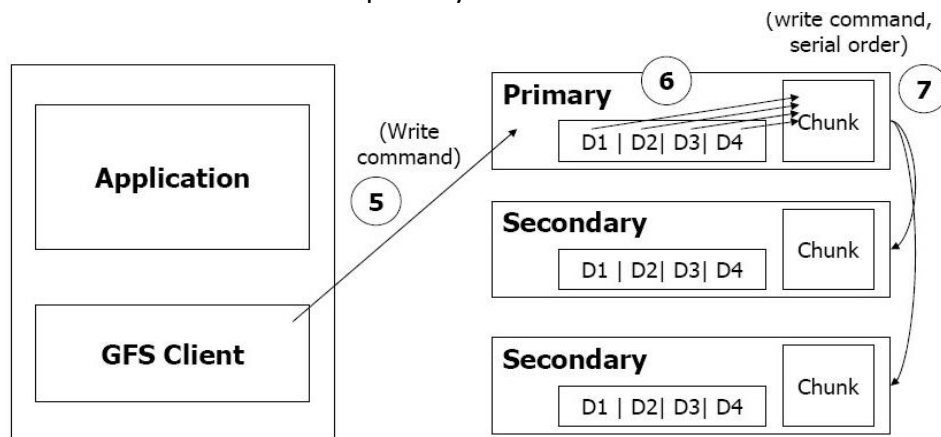 (write command,
serial order)
Primary
6
7
D1 | D2| D3| D4
Chunk
(Write
command)
5
Application
Secondary
D1 | D2| D3| D4
Chunk
GFS Client
Secondary
D1 | D2| D3| D4
Chunk